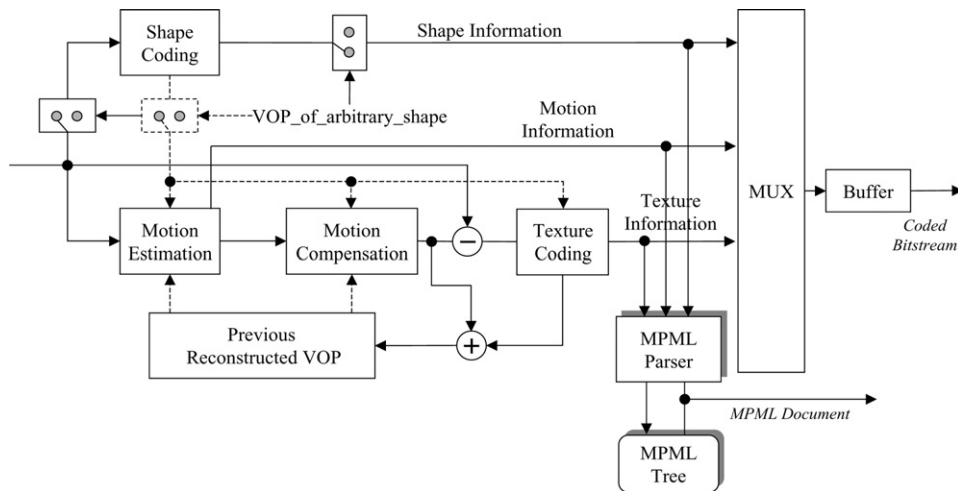 Shape
Coding
Shape Information
VOP_of_arbitrary_shape
Motion
Information
MUX
Buffer
Coded
Bitstream
Texture
Information
Motion
Estimation
Motion
Compensation
−
Texture
Coding
Previous
Reconstructed VOP
+
MPML
Parser
MPML Document
MPML
Tree